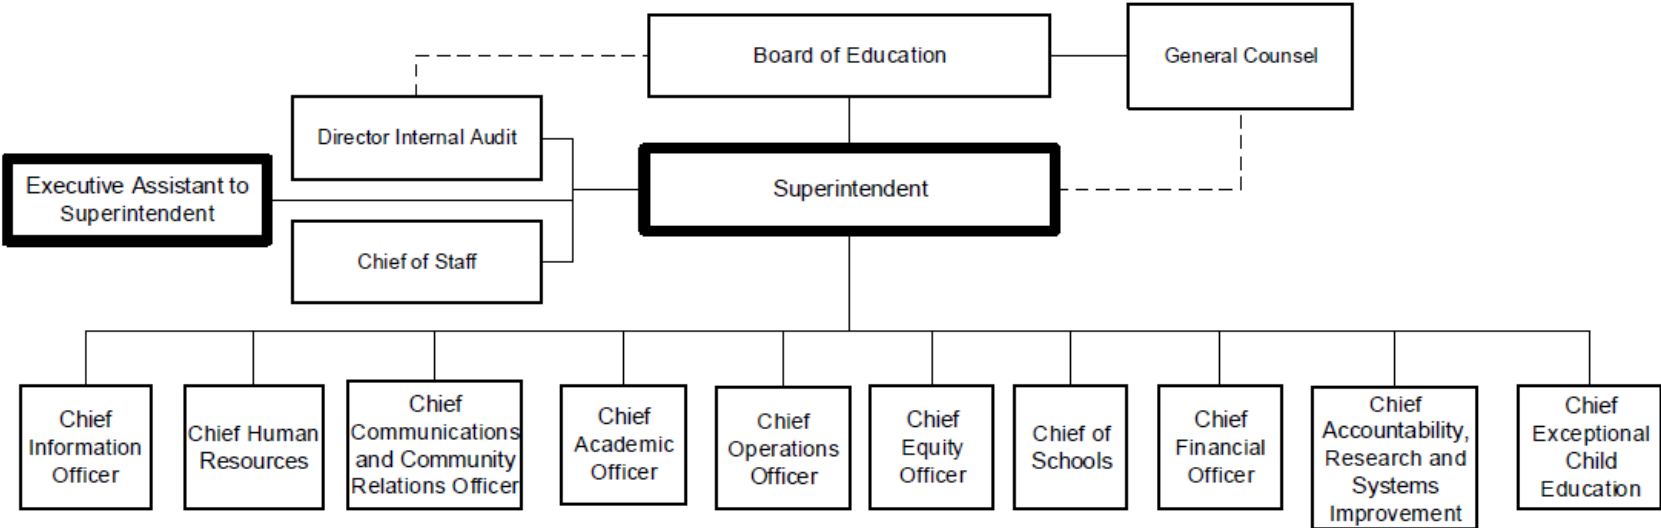 Board of Education
General Counsel
Director Internal Audit
Executive Assistant to
Superintendent
Superintendent
Chief of Staff
Chief
Information
Officer
Chief Human
Resources
Chief
Communications
and Community
Relations Officer
Chief
Academic
Officer
Chief
Operations
Officer
Chief
Equity
Officer
Chief of
Schools
Chief
Financial
Officer
Chief
Accountability,
Research and
Systems
Improvement
Chief
Exceptional
Child
Education